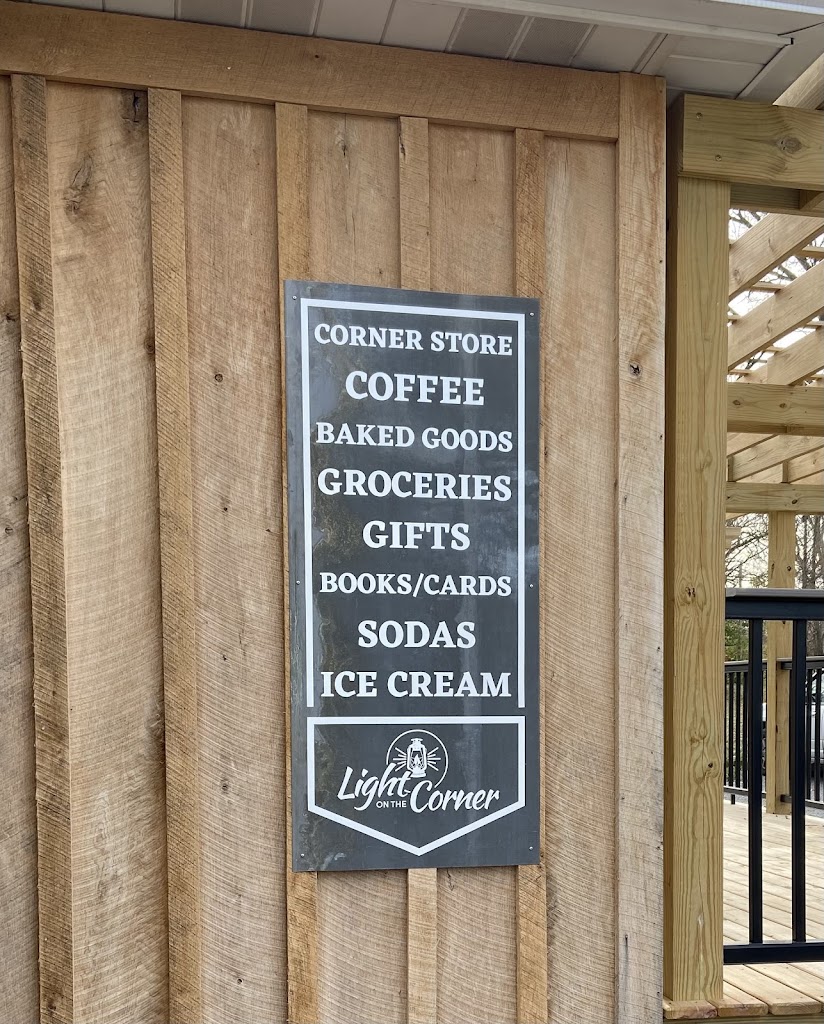 CORNER STORE
COFFEE
BAKED GOODS
GROCERIES
GIFTS
BOOKS/CARDS
SODAS
ICE CREAM
Light
ON THE Corner